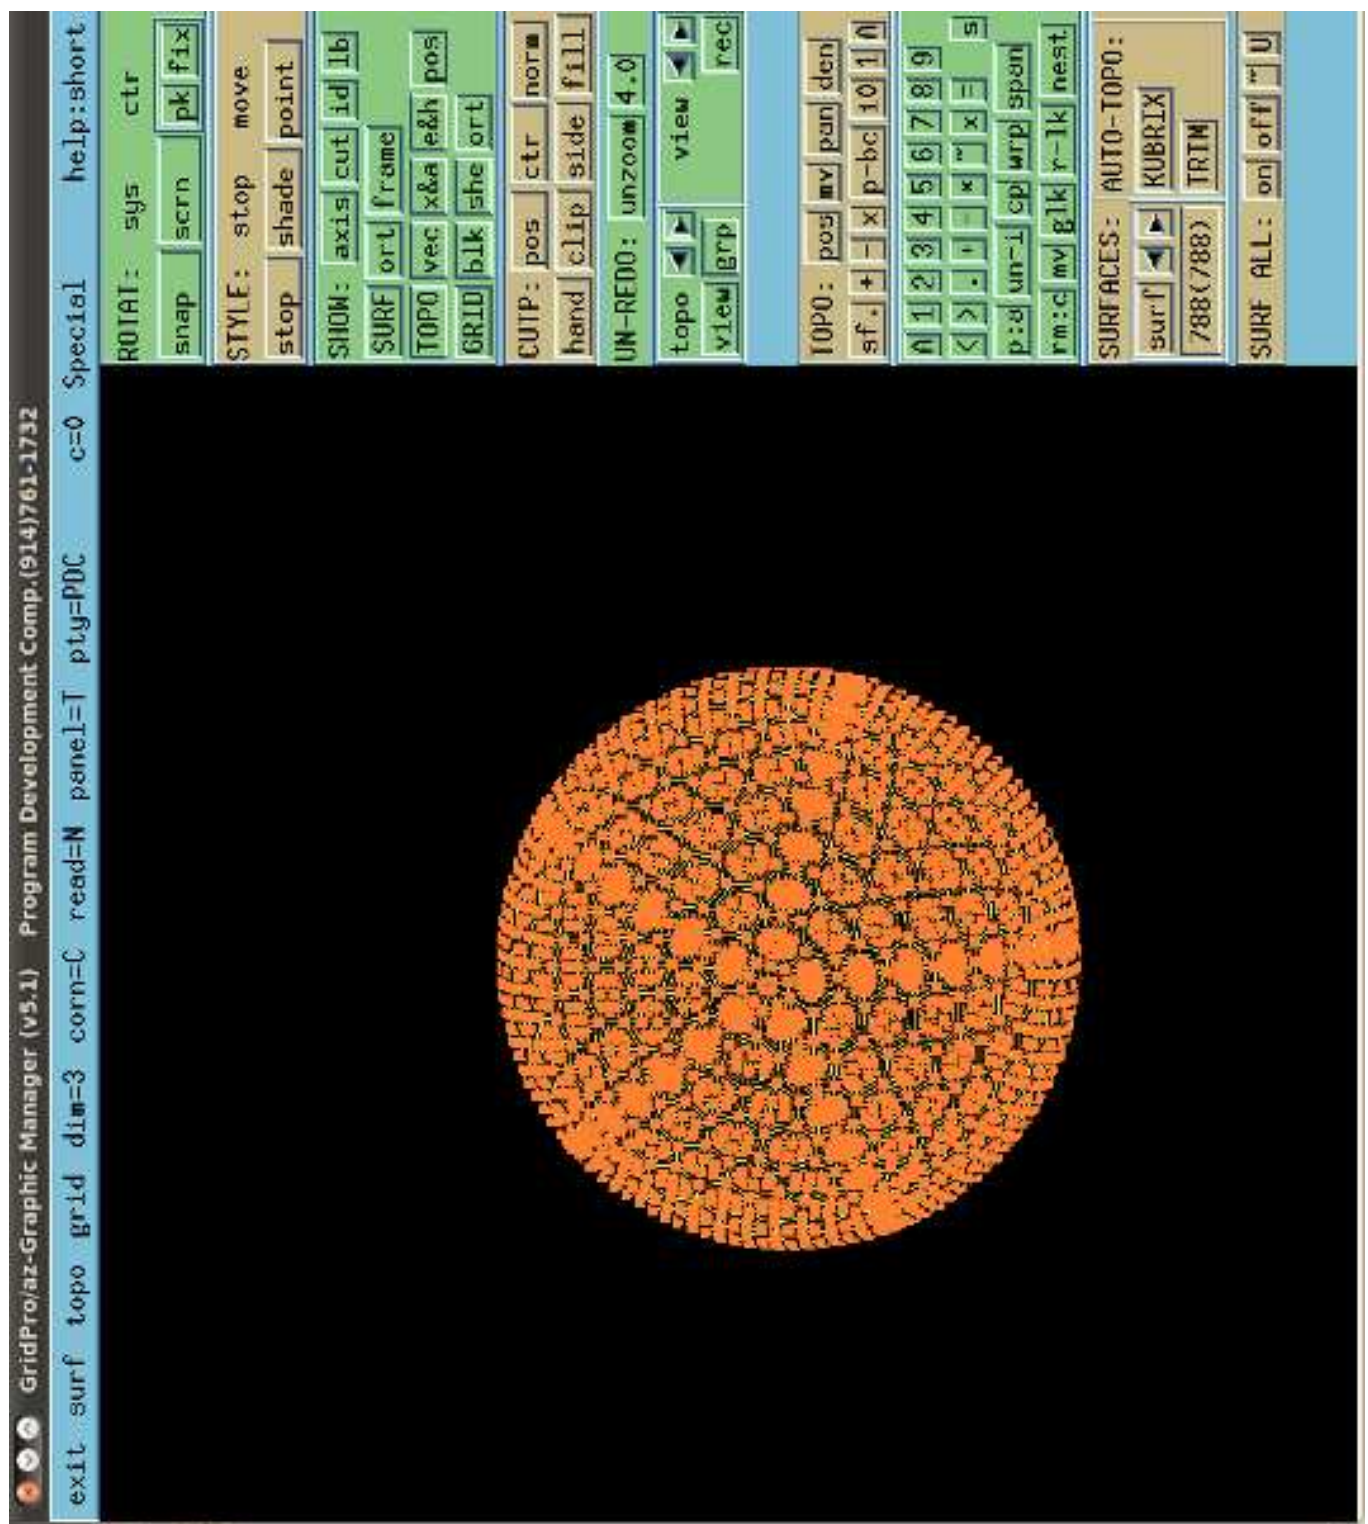 GridPro/az-Graphic Manager (v5.1) Program Development Comp.(914)761-1732
exit surf topo grid dim=3 corn=C read=N panel=T pty=PDC c=0 Special help:short
ROTAT: sys ctr
snap scrn pk fix
STYLE: stop move
stop shade point
SHOW: axis cut id lb
SURF ort frame
TOPO vec x&a e&h pos
GRID blk she ort
CUTP: pos ctr norm
hand clip side fill
UN-REDO: unzoom 4.0
topo view
view grp rec
TOPO: pos mv pan den
sf. + - x p-bc i0 1 A
A 1 2 3 4 5 6 7 8 9
< > . + - * ~ x = s
p:a un-i cp wrp span
rm:c mv glk r-lk nest
SURFACES: AUTO-TOPO:
surf KUBRIX
788(788) TRIM
SURF ALL: on off ~ U